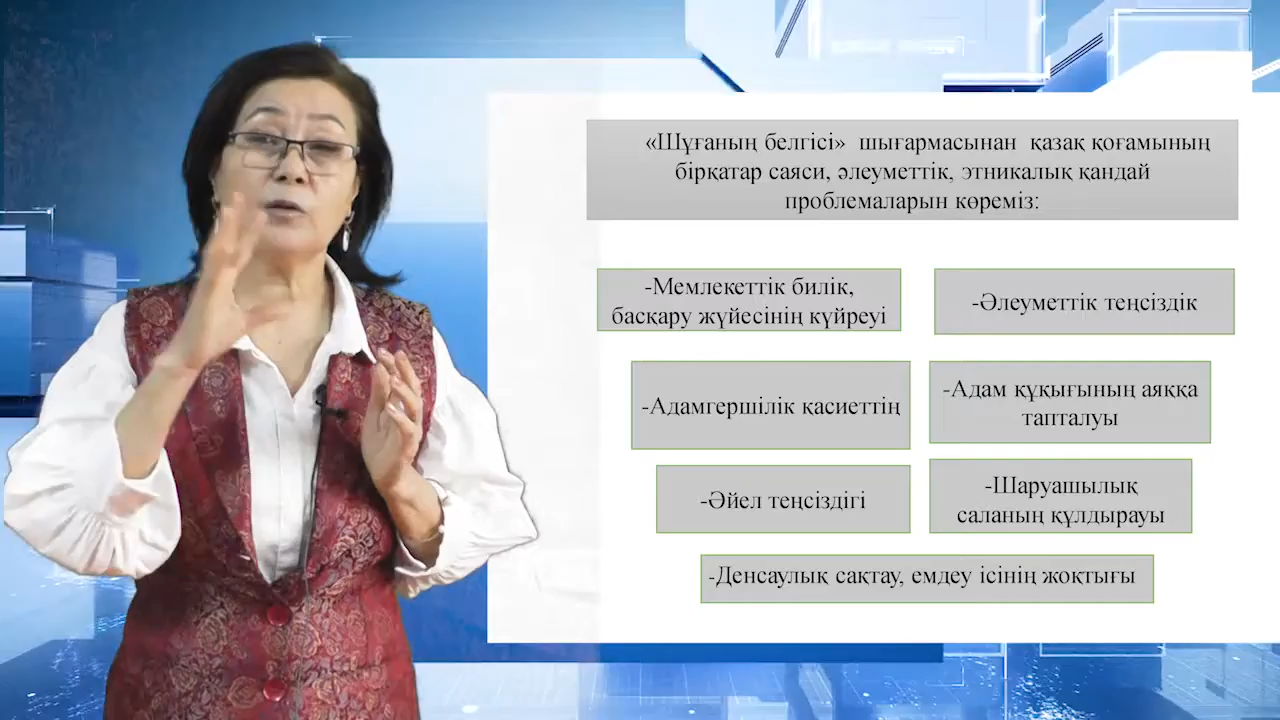 «Шұғаның белгісі» шығармасынан қазақ қоғамының
бірқатар саяси, әлеуметтік, этникалық қандай
проблемаларын көреміз:
-Мемлекеттік билік,
басқару жүйесінің күйреуі
-Әлеуметтік теңсіздік
-Адамгершілік қасиеттің
-Адам құқығының аяққа
тапталуы
-Әйел теңсіздігі
-Шаруашылық
саланың құлдырауы
-Денсаулық сақтау, емдеу ісінің жоқтығы